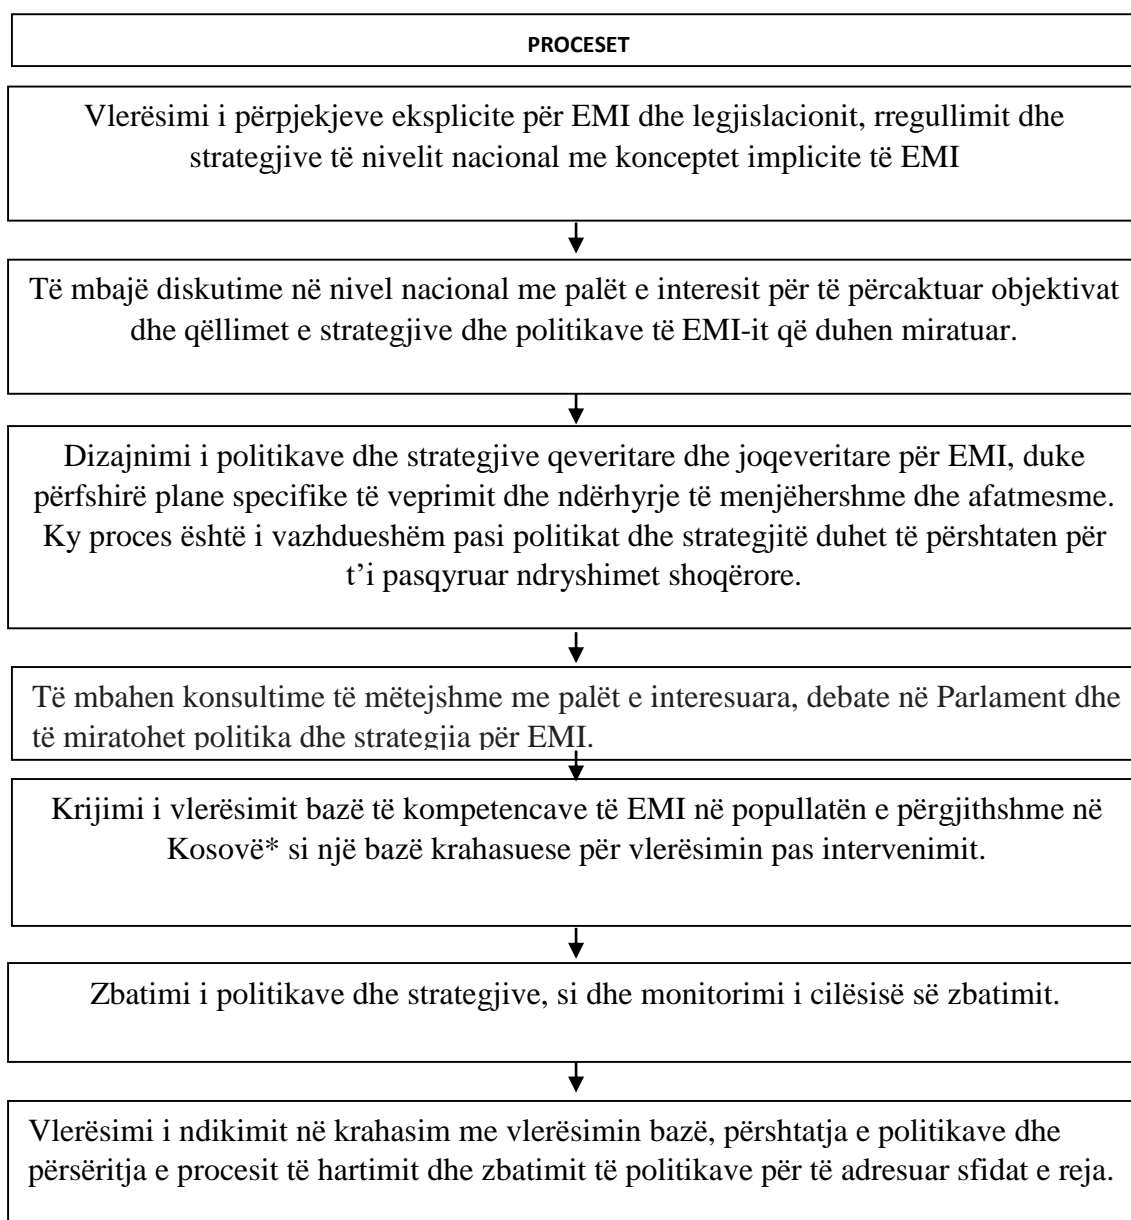 PROCESET
Vlerësimi i përpjekjeve eksplicite për EMI dhe legjislacionit, rregullimit dhe
strategjive të nivelit nacional me konceptet implicite të EMI
Të mbajë diskutime në nivel nacional me palët e interesit për të përcaktuar objektivat
dhe qëllimet e strategjive dhe politikave të EMI-it që duhen miratuar.
Dizajnimi i politikave dhe strategjive qeveritare dhe joqeveritare për EMI, duke
përfshirë plane specifike të veprimit dhe ndërhyrje të menjëhershme dhe afatmesme.
Ky proces është i vazhdueshëm pasi politikat dhe strategjitë duhet të përshtaten për
t’i pasqyruar ndryshimet shoqërore.
Të mbahen konsultime të mëtejshme me palët e interesuara, debate në Parlament dhe
të miratohet politika dhe strategjia për EMI.
Krijimi i vlerësimit bazë të kompetencave të EMI në popullatën e përgjithshme në
Kosovë* si një bazë krahasuese për vlerësimin pas intervenimit.
Zbatimi i politikave dhe strategjive, si dhe monitorimi i cilësisë së zbatimit.
Vlerësimi i ndikimit në krahasim me vlerësimin bazë, përshtatja e politikave dhe
përsëritja e procesit të hartimit dhe zbatimit të politikave për të adresuar sfidat e reja.